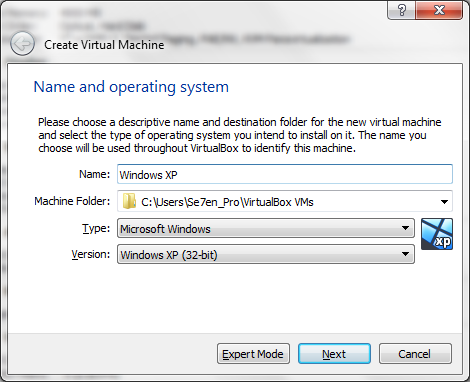 Create Virtual Machine
Name and operating system
Please choose a descriptive name and destination folder for the new virtual machine
and select the type of operating system you intend to install on it. The name you
choose will be used throughout VirtualBox to identify this machine.
Name: Windows XP
Machine Folder: C:\Users\Se7en_Pro\VirtualBox VMs
Type: Microsoft Windows
xp
Version: Windows XP (32-bit)
Expert Mode Next Cancel